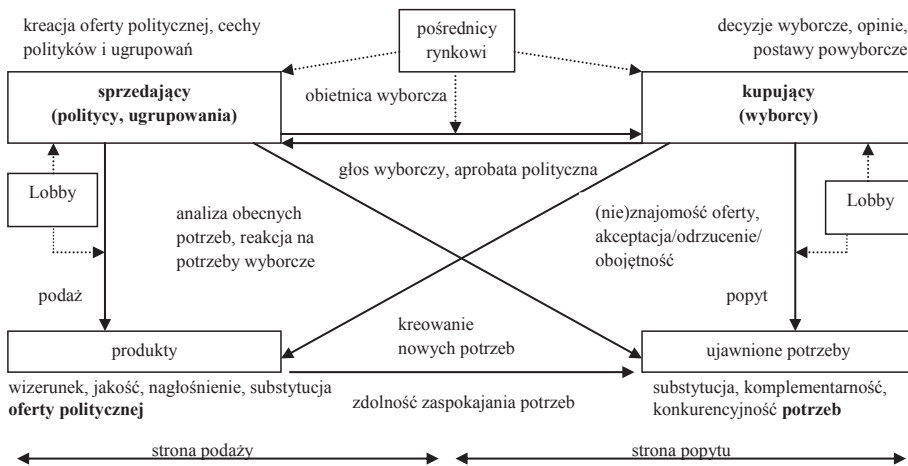 kreacja oferty politycznej, cechy
polityków i ugrupowań
pośrednicy
rynkowi
decyzje wyborcze, opinie,
postawy powyborcze
sprzedający
(politycy, ugrupowania)
obietnica wyborcza
kupujący
(wyborcy)
głos wyborczy, aprobata polityczna
Lobby
analiza obecnych
potrzeb, reakcja na
potrzeby wyborcze
(nie)znajomość oferty,
akceptacja/odrzucenie/
obojętność
Lobby
podaż
popyt
produkty
kreowanie
nowych potrzeb
ujawnione potrzeby
wizerunek, jakość, nagłośnienie, substytucja
oferty politycznej
zdolność zaspokajania potrzeb
substytucja, komplementarność,
konkurencyjność potrzeb
strona podaży
strona popytu